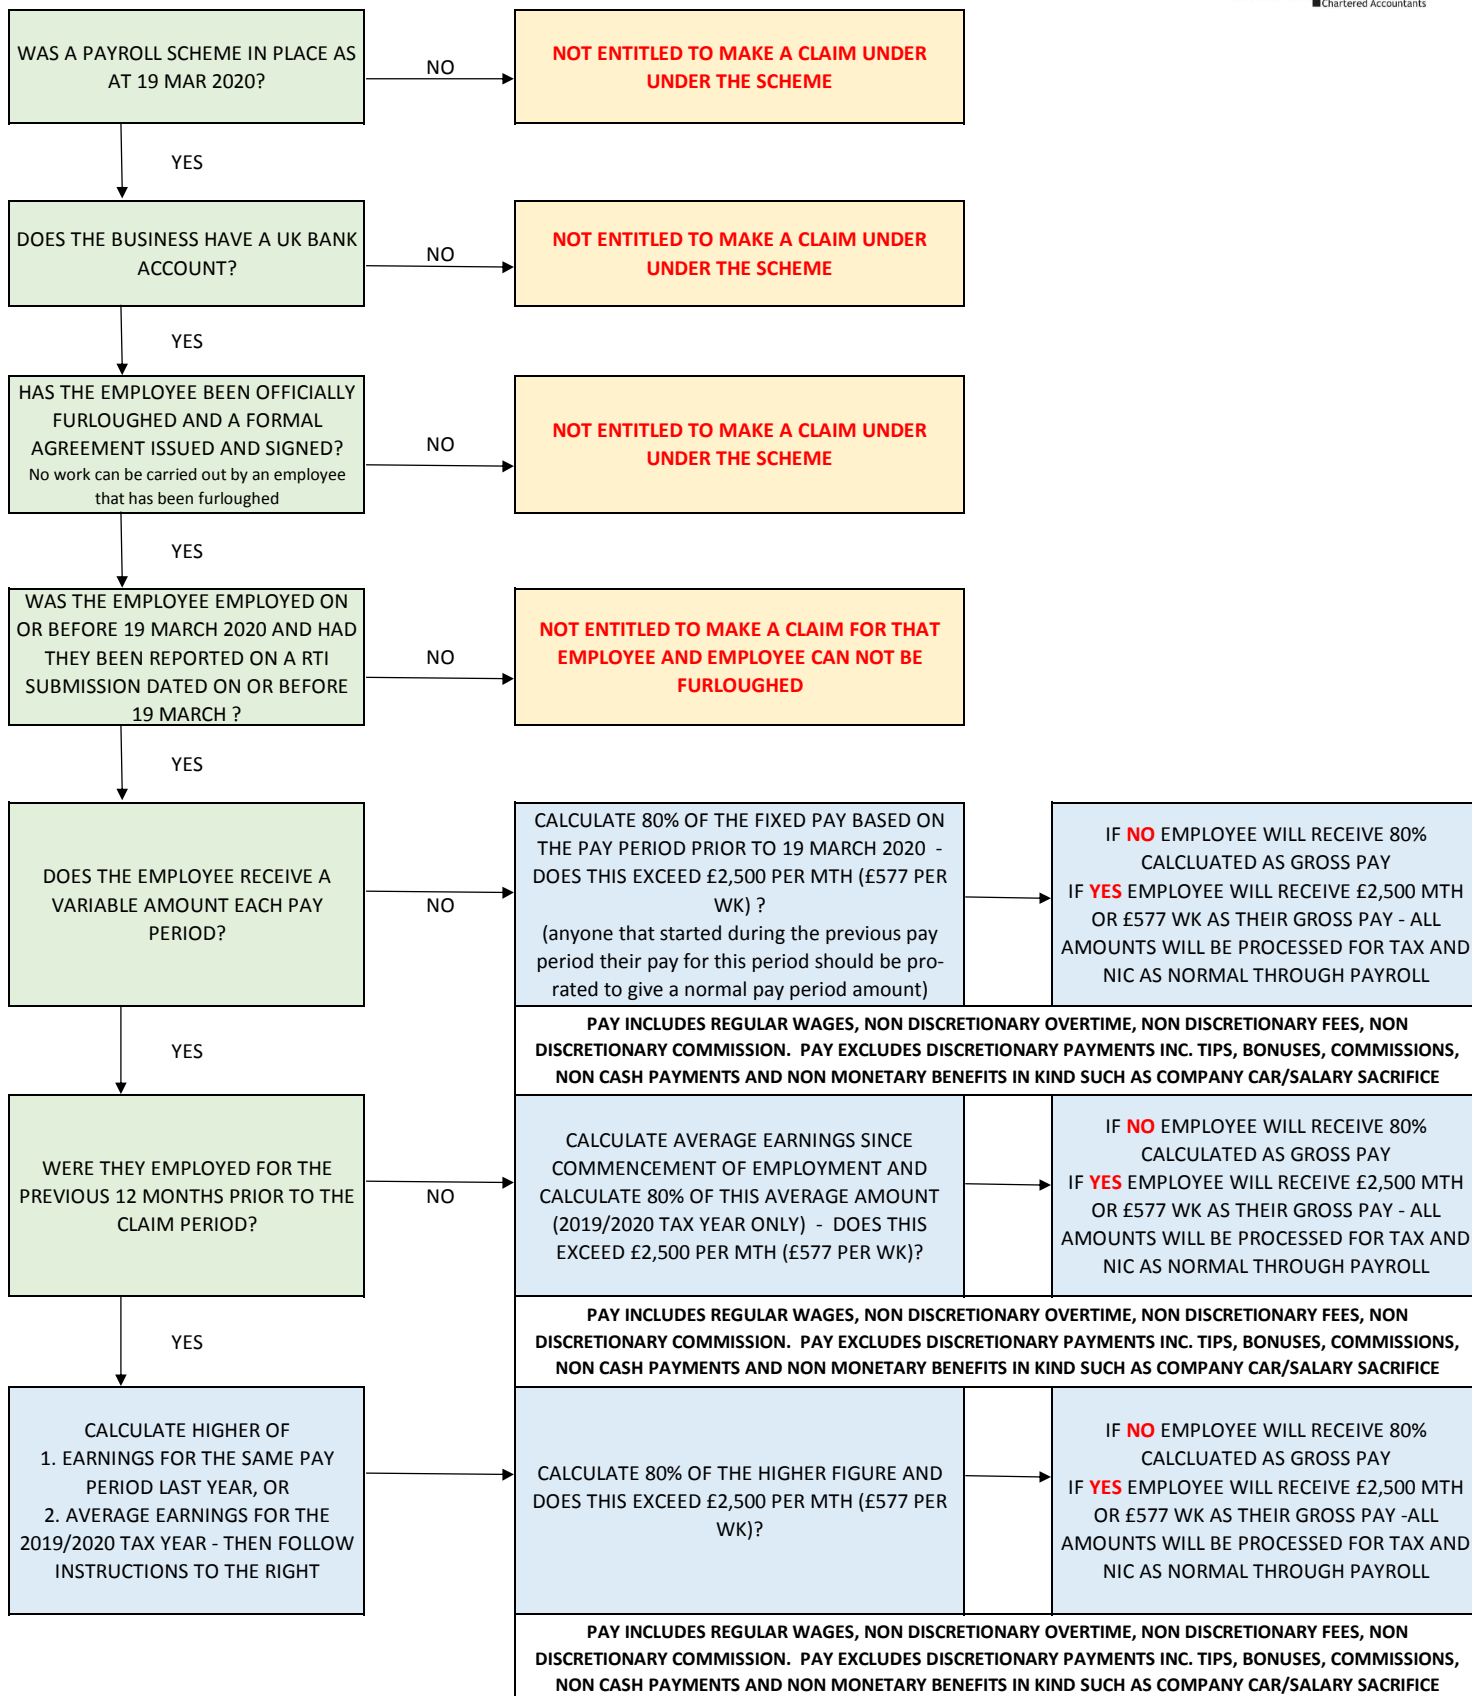 Chartered Accountants
WAS A PAYROLL SCHEME IN PLACE AS
AT 19 MAR 2020?
NO
NOT ENTITLED TO MAKE A CLAIM UNDER
UNDER THE SCHEME
YES
DOES THE BUSINESS HAVE A UK BANK
ACCOUNT?
NO
NOT ENTITLED TO MAKE A CLAIM UNDER
UNDER THE SCHEME
YES
HAS THE EMPLOYEE BEEN OFFICIALLY
FURLOUGHED AND A FORMAL
AGREEMENT ISSUED AND SIGNED?
No work can be carried out by an employee
that has been furloughed
NO
NOT ENTITLED TO MAKE A CLAIM UNDER
UNDER THE SCHEME
YES
WAS THE EMPLOYEE EMPLOYED ON
OR BEFORE 19 MARCH 2020 AND HAD
THEY BEEN REPORTED ON A RTI
SUBMISSION DATED ON OR BEFORE
19 MARCH ?
NO
NOT ENTITLED TO MAKE A CLAIM FOR THAT
EMPLOYEE AND EMPLOYEE CAN NOT BE
FURLOUGHED
YES
DOES THE EMPLOYEE RECEIVE A
VARIABLE AMOUNT EACH PAY
PERIOD?
NO
CALCULATE 80% OF THE FIXED PAY BASED ON
THE PAY PERIOD PRIOR TO 19 MARCH 2020 -
DOES THIS EXCEED £2,500 PER MTH (£577 PER
WK) ?
(anyone that started during the previous pay
period their pay for this period should be pro-
rated to give a normal pay period amount)
IF NO EMPLOYEE WILL RECEIVE 80%
CALCLUATED AS GROSS PAY
IF YES EMPLOYEE WILL RECEIVE £2,500 MTH
OR £577 WK AS THEIR GROSS PAY - ALL
AMOUNTS WILL BE PROCESSED FOR TAX AND
NIC AS NORMAL THROUGH PAYROLL
PAY INCLUDES REGULAR WAGES, NON DISCRETIONARY OVERTIME, NON DISCRETIONARY FEES, NON
DISCRETIONARY COMMISSION. PAY EXCLUDES DISCRETIONARY PAYMENTS INC. TIPS, BONUSES, COMMISSIONS,
NON CASH PAYMENTS AND NON MONETARY BENEFITS IN KIND SUCH AS COMPANY CAR/SALARY SACRIFICE
YES
WERE THEY EMPLOYED FOR THE
PREVIOUS 12 MONTHS PRIOR TO THE
CLAIM PERIOD?
NO
CALCULATE AVERAGE EARNINGS SINCE
COMMENCEMENT OF EMPLOYMENT AND
CALCULATE 80% OF THIS AVERAGE AMOUNT
(2019/2020 TAX YEAR ONLY) - DOES THIS
EXCEED £2,500 PER MTH (£577 PER WK)?
IF NO EMPLOYEE WILL RECEIVE 80%
CALCULATED AS GROSS PAY
IF YES EMPLOYEE WILL RECEIVE £2,500 MTH
OR £577 WK AS THEIR GROSS PAY - ALL
AMOUNTS WILL BE PROCESSED FOR TAX AND
NIC AS NORMAL THROUGH PAYROLL
PAY INCLUDES REGULAR WAGES, NON DISCRETIONARY OVERTIME, NON DISCRETIONARY FEES, NON
DISCRETIONARY COMMISSION. PAY EXCLUDES DISCRETIONARY PAYMENTS INC. TIPS, BONUSES, COMMISSIONS,
NON CASH PAYMENTS AND NON MONETARY BENEFITS IN KIND SUCH AS COMPANY CAR/SALARY SACRIFICE
YES
CALCULATE HIGHER OF
1. EARNINGS FOR THE SAME PAY
PERIOD LAST YEAR, OR
2. AVERAGE EARNINGS FOR THE
2019/2020 TAX YEAR - THEN FOLLOW
INSTRUCTIONS TO THE RIGHT
CALCULATE 80% OF THE HIGHER FIGURE AND
DOES THIS EXCEED £2,500 PER MTH (£577 PER
WK)?
IF NO EMPLOYEE WILL RECEIVE 80%
CALCLUATED AS GROSS PAY
IF YES EMPLOYEE WILL RECEIVE £2,500 MTH
OR £577 WK AS THEIR GROSS PAY -ALL
AMOUNTS WILL BE PROCESSED FOR TAX AND
NIC AS NORMAL THROUGH PAYROLL
PAY INCLUDES REGULAR WAGES, NON DISCRETIONARY OVERTIME, NON DISCRETIONARY FEES, NON
DISCRETIONARY COMMISSION. PAY EXCLUDES DISCRETIONARY PAYMENTS INC. TIPS, BONUSES, COMMISSIONS,
NON CASH PAYMENTS AND NON MONETARY BENEFITS IN KIND SUCH AS COMPANY CAR/SALARY SACRIFICE